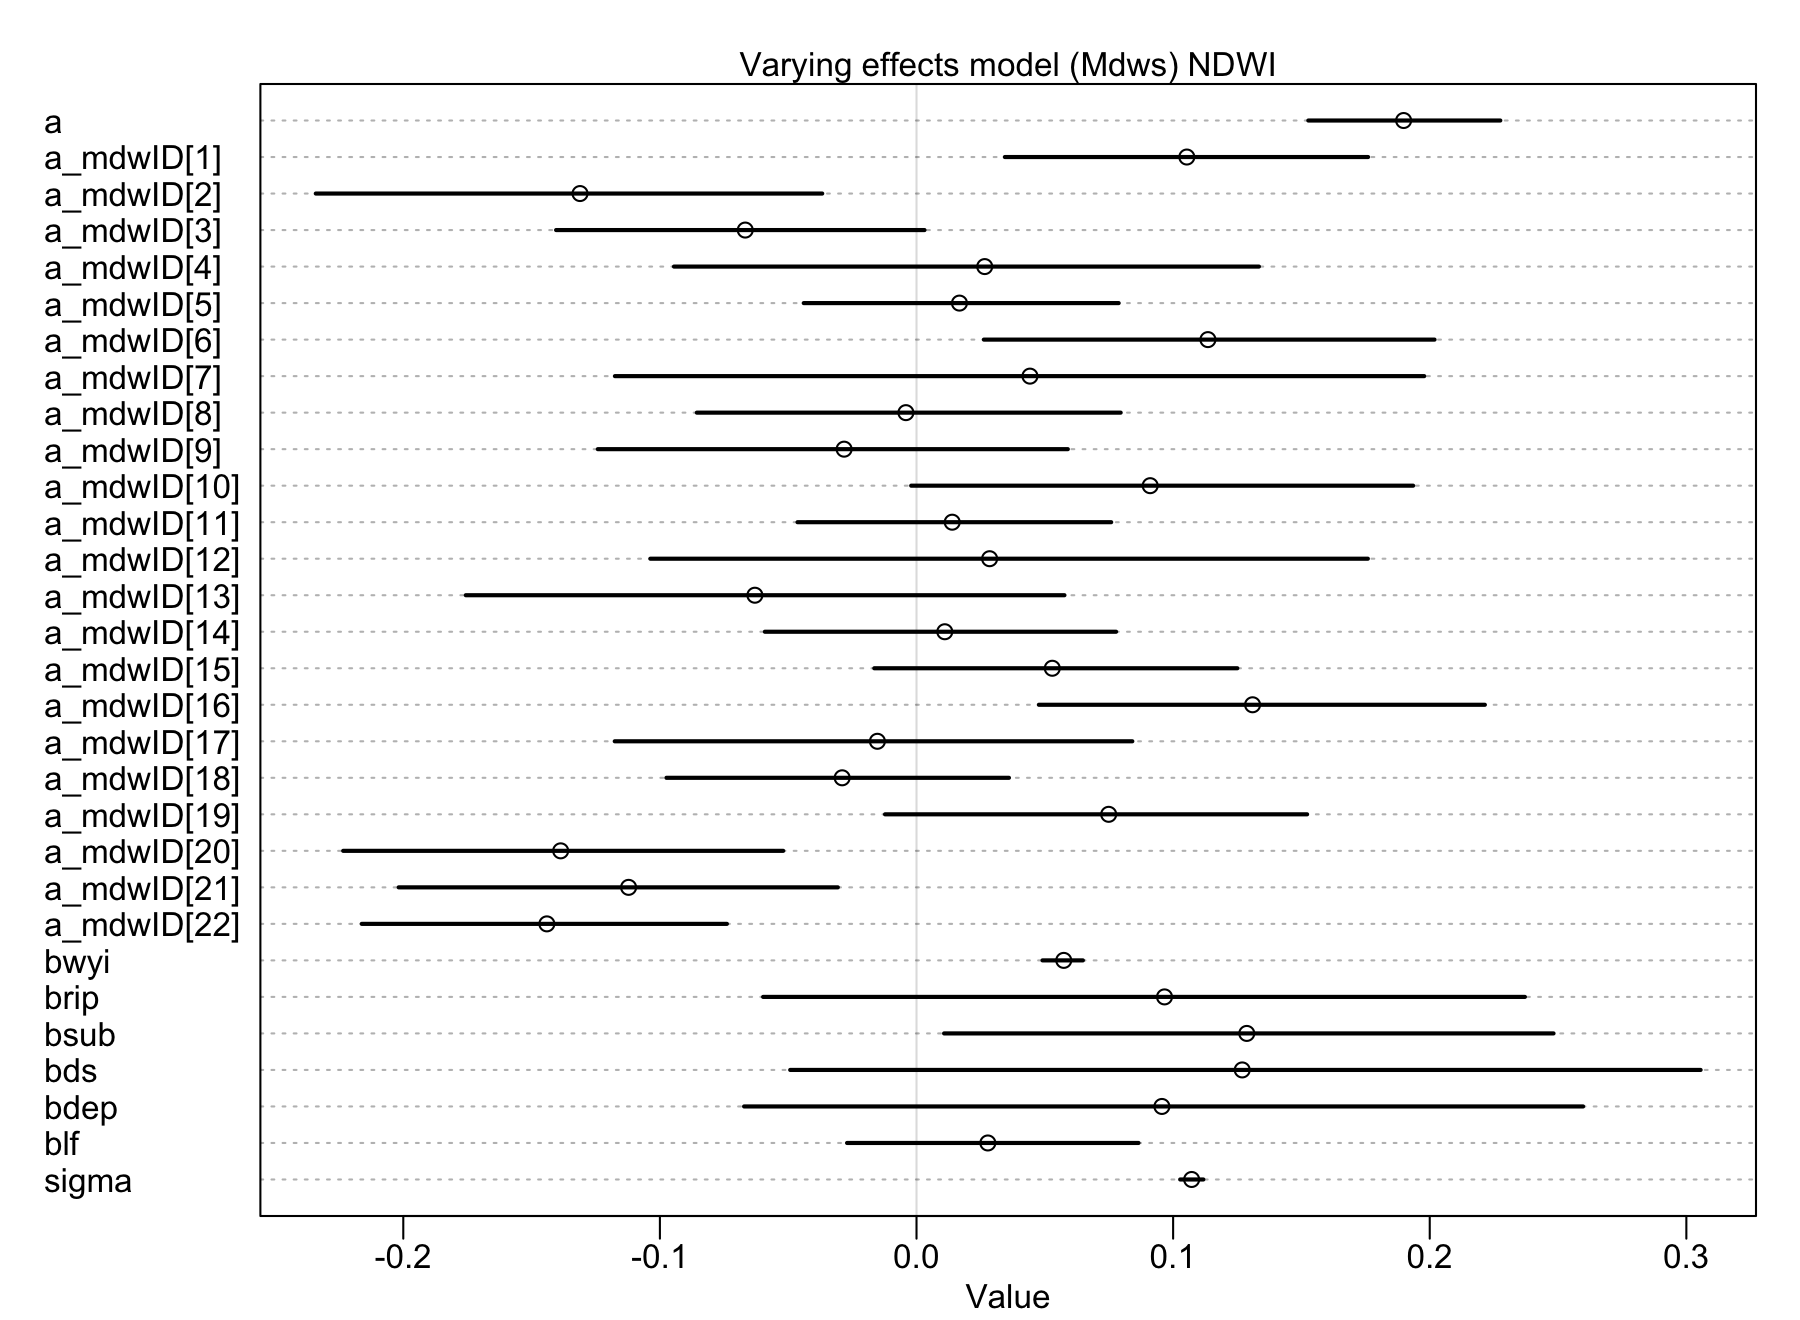 Varying effects model (Mdws) NDWI
a
a_mdwID[1]
a_mdwID[2]
a_mdwID[3]
a_mdwID[4]
a_mdwID[5]
a_mdwID[6]
a_mdwID[7]
a_mdwID[8]
a_mdwID[9]
a_mdwID[10]
a_mdwID[11]
a_mdwID[12]
a_mdwID[13]
a_mdwID[14]
a_mdwID[15]
a_mdwID[16]
a_mdwID[17]
a_mdwID[18]
a_mdwID[19]
a_mdwID[20]
a_mdwID[21]
a_mdwID[22]
bwyi
brip
bsub
bds
bdep
blf
sigma
-0.2 -0.1 0.0 0.1 0.2 0.3
Value